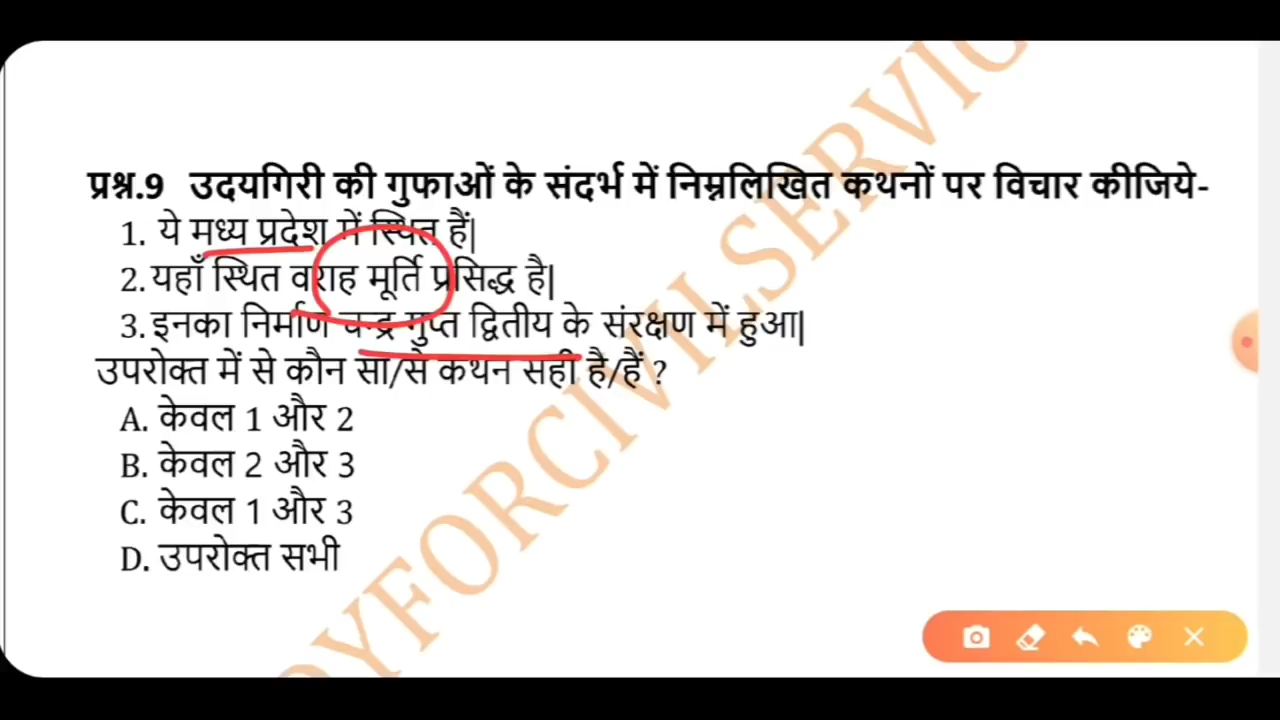 प्रश्न.9 उदयगिरी की गुफाओं के संदर्भ में निम्नलिखित कथनों पर विचार कीजिये-
1. ये मध्य प्रदेश में स्थित हैं|
2. यहाँ स्थित वराह मूर्ति प्रसिद्ध है|
3. इनका निर्माण चन्द्र गुप्त द्वितीय के संरक्षण में हुआ|
उपरोक्त में से कौन सा/से कथन सही है/हैं ?
A. केवल 1 और 2
B. केवल 2 और 3
C. केवल 1 और 3
D. उपरोक्त सभी
DYFORCIVILSERVIC